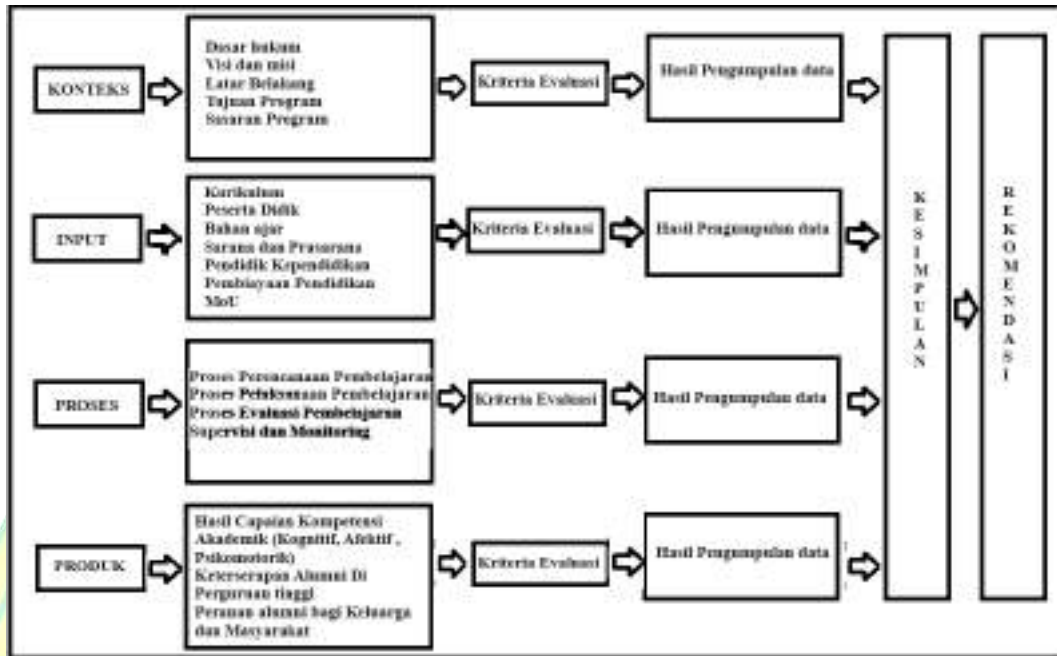 KONTEKS
Dasar hukum
Visi dan misi
Latar Belakang
Tujuan Program
Sasaran Program
Kriteria Evaluasi
Hasil Pengumpulan data
INPUT
Kurikulum
Peserta Didik
Bahan ajar
Sarana dan Prasarana
Pendidik Kependidikan
Pembiayaan Pendidikan
MoU
Kriteria Evaluasi
Hasil Pengumpulan data
PROSES
Proses Perencanaan Pembelajaran
Proses Pelaksanaan Pembelajaran
Proses Evaluasi Pembelajaran
Supervisi dan Monitoring
Kriteria Evaluasi
Hasil Pengumpulan data
PRODUK
Hasil Capaian Kompetensi
Akademik (Kognitif, Afektif ,
Psikomotorik)
Keterserapan Alumni Di
Perguruan tinggi
Peranan alumni bagi Keluarga
dan Masyarakat
Kriteria Evaluasi
Hasil Pengumpulan data
KESIMPULAN
REKOMENDASI